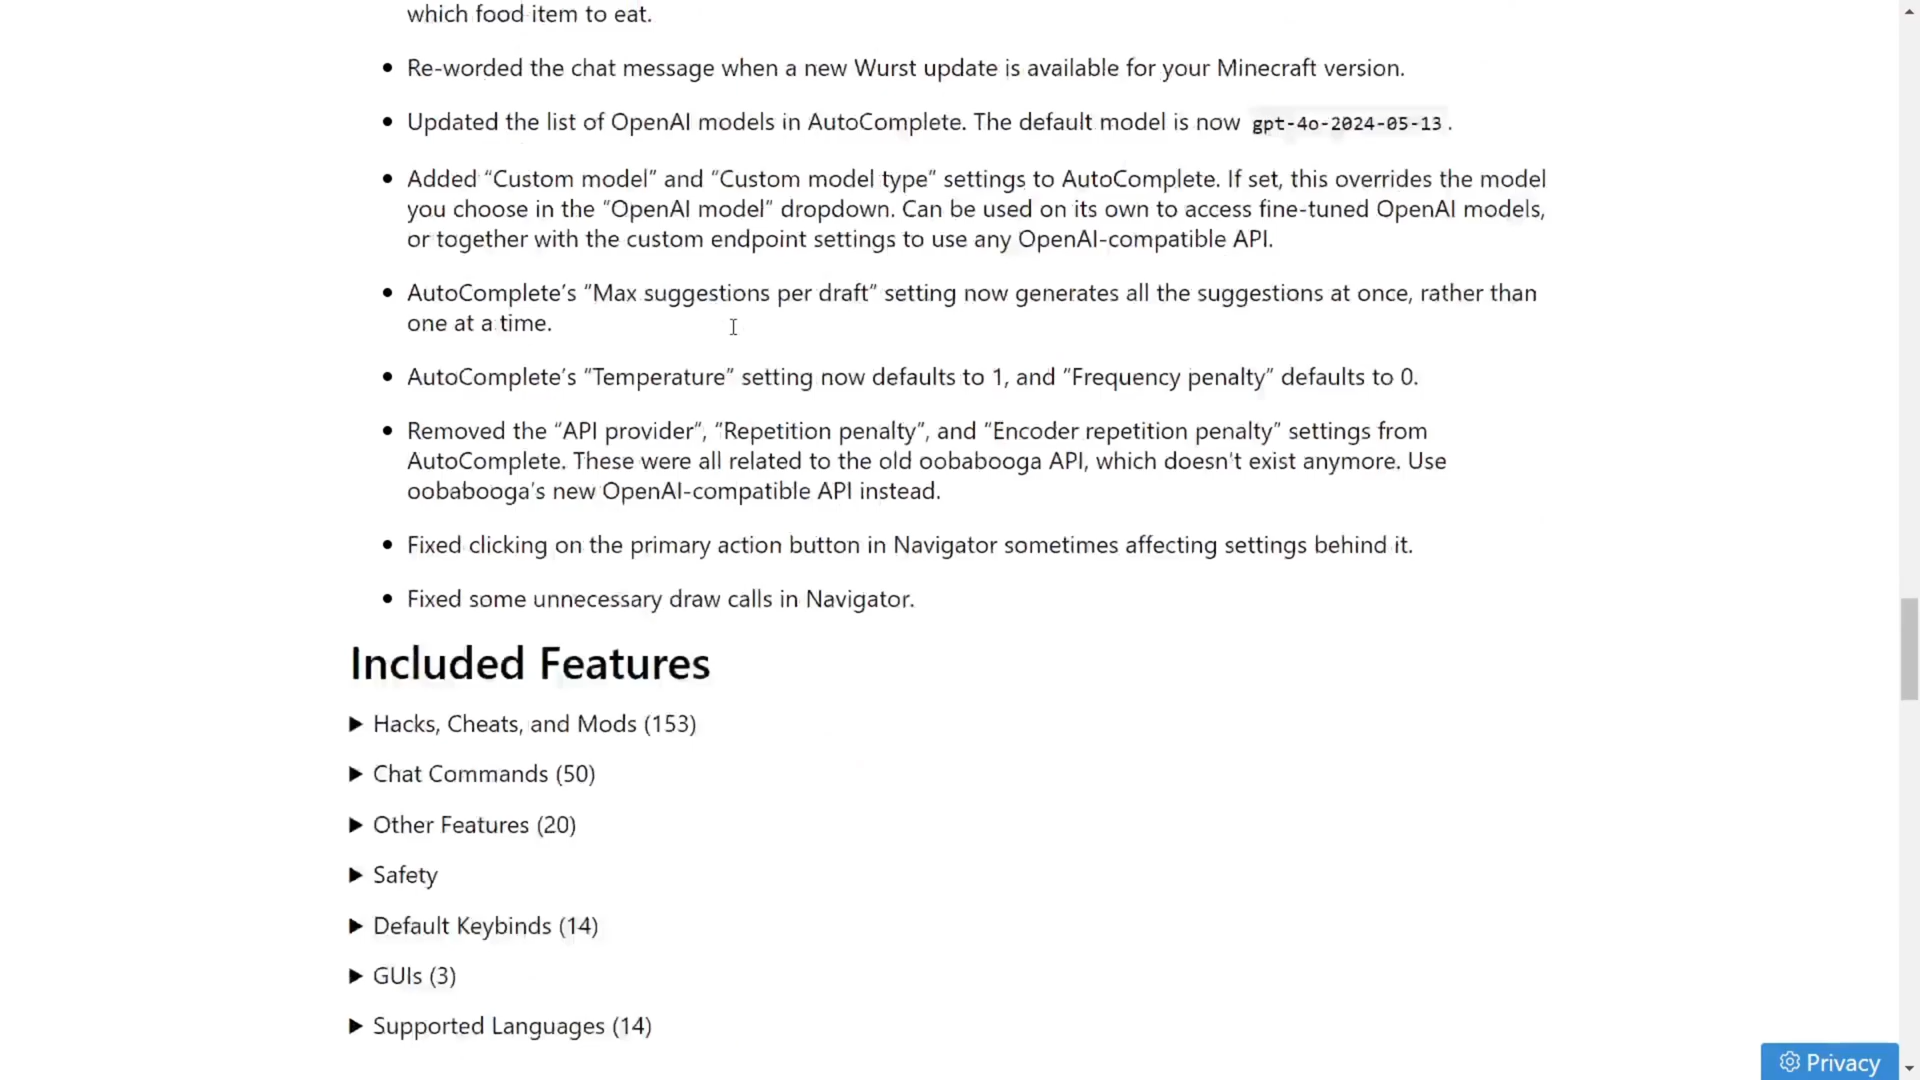 which food item to eat.
• Re-worded the chat message when a new Wurst update is available for your Minecraft version.
• Updated the list of OpenAI models in AutoComplete. The default model is now gpt-4o-2024-05-13.
• Added “Custom model” and “Custom model type” settings to AutoComplete. If set, this overrides the model
you choose in the “OpenAI model” dropdown. Can be used on its own to access fine-tuned OpenAI models,
or together with the custom endpoint settings to use any OpenAI-compatible API.
• AutoComplete’s “Max suggestions per draft” setting now generates all the suggestions at once, rather than
one at a time.
• AutoComplete’s “Temperature” setting now defaults to 1, and “Frequency penalty” defaults to 0.
• Removed the “API provider”, “Repetition penalty”, and “Encoder repetition penalty” settings from
AutoComplete. These were all related to the old oobabooga API, which doesn’t exist anymore. Use
oobabooga’s new OpenAI-compatible API instead.
• Fixed clicking on the primary action button in Navigator sometimes affecting settings behind it.
• Fixed some unnecessary draw calls in Navigator.
Included Features
▶ Hacks, Cheats, and Mods (153)
▶ Chat Commands (50)
▶ Other Features (20)
▶ Safety
▶ Default Keybinds (14)
▶ GUIs (3)
▶ Supported Languages (14)
Privacy